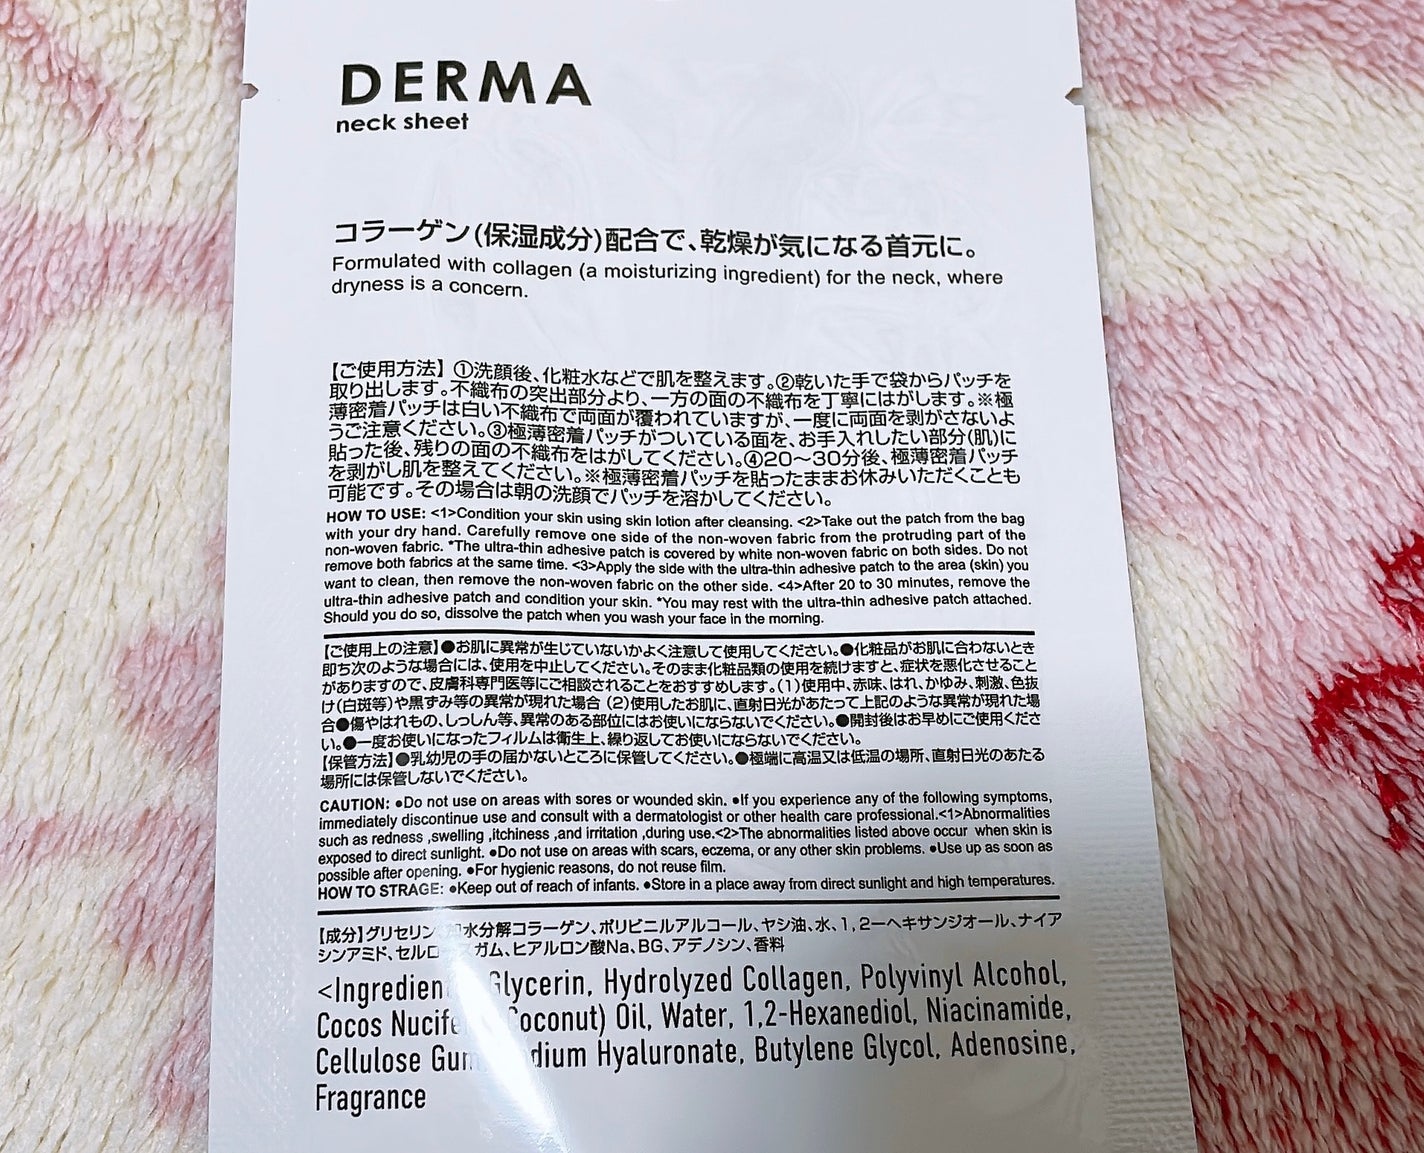 DERMA
neck sheet
コラーゲン(保湿成分)配合で、乾燥が気になる首元に。
Formulated with collagen (a moisturizing ingredient) for the neck, where
dryness is a concern.
【ご使用方法】①洗顔後、化粧水などで肌を整えます。②乾いた手で袋からパッチを
取り出します。不織布の突出部分より、一方の面の不織布を丁寧にはがします。※極
薄密着パッチは白い不織布で両面が覆われていますが、一度に両面を剥がさないよ
うご注意ください。③極薄密着パッチがついている面を、お手入れしたい部分(肌)に
貼った後、残りの面の不織布をはがしてください。④20〜30分後、極薄密着パッチ
を剥がし肌を整えてください。※極薄密着パッチを貼ったままお休みいただくことも
可能です。その場合は朝の洗顔でパッチを溶かしてください。
HOW TO USE: <1>Condition your skin using skin lotion after cleansing. <2>Take out the patch from the bag
with your dry hand. Carefully remove one side of the non-woven fabric from the protruding part of the
non-woven fabric. *The ultra-thin adhesive patch is covered by white non-woven fabric on both sides. Do not
remove both fabrics at the same time. <3>Apply the side with the ultra-thin adhesive patch to the area (skin) you
want to clean, then remove the non-woven fabric on the other side. <4>After 20 to 30 minutes, remove the
ultra-thin adhesive patch and condition your skin. *You may rest with the ultra-thin adhesive patch attached.
Should you do so, dissolve the patch when you wash your face in the morning.
【ご使用上の注意】●お肌に異常が生じていないかよく注意して使用してください。●化粧品がお肌に合わないとき
即ち次のような場合には、使用を中止してください。そのまま化粧品類の使用を続けますと、症状を悪化させること
がありますので、皮膚科専門医等にご相談されることをおすすめします。(1)使用中、赤味、はれ、かゆみ、刺激、色抜
け(白斑等)や黒ずみ等の異常が現れた場合 (2)使用したお肌に、直射日光があたって上記のような異常が現れた場
合●傷やはれもの、しっしん等、異常のある部位にはお使いにならないでください。●開封後はお早めにご使用くださ
い。●一度お使いになったフィルムは衛生上、繰り返してお使いにならないでください。
【保管方法】●乳幼児の手の届かないところに保管してください。●極端に高温又は低温の場所、直射日光のあたる
場所には保管しないでください。
CAUTION: ●Do not use on areas with sores or wounded skin. ●If you experience any of the following symptoms,
immediately discontinue use and consult with a dermatologist or other health care professional.<1>Abnormalities
such as redness ,swelling ,itchiness ,and irritation ,during use.<2>The abnormalities listed above occur when skin is
exposed to direct sunlight. ●Do not use on areas with scars, eczema, or any other skin problems. ●Use up as soon as
possible after opening. ●For hygienic reasons, do not reuse film.
HOW TO STRAGE: ●Keep out of reach of infants. ●Store in a place away from direct sunlight and high temperatures.
【成分】グリセリン、水分解コラーゲン、ポリビニルアルコール、ヤシ油、水、1,2-ヘキサンジオール、ナイア
シンアミド、セルロースガム、ヒアルロン酸Na、BG、アデノシン、香料
Glycerin, Hydrolyzed Collagen, Polyvinyl Alcohol,
Cocos (Coconut) Oil, Water, 1,2-Hexanediol, Niacinamide,
Cellulose Gum, Sodium Hyaluronate, Butylene Glycol, Adenosine,
Fragrance